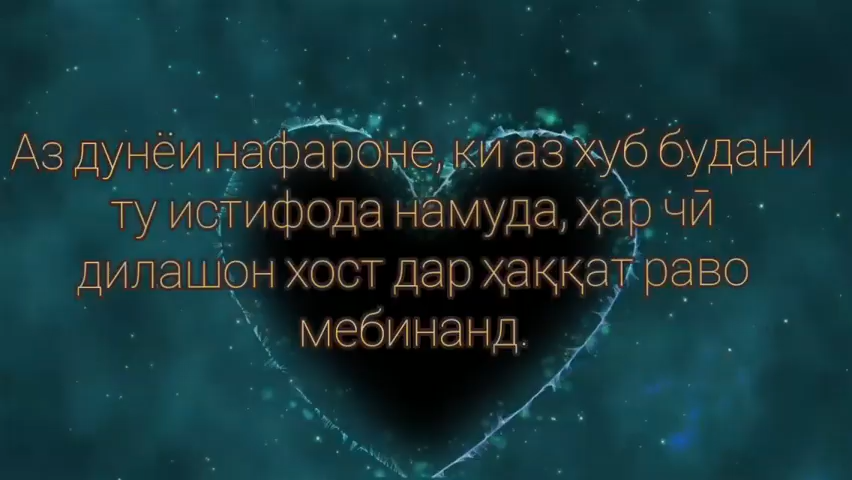 Аз дунёи нафароне, ки аз хуб будани
ту истифода намуда, ҳар чӣ
дилашон хост дар ҳаққат раво
мебинанд.